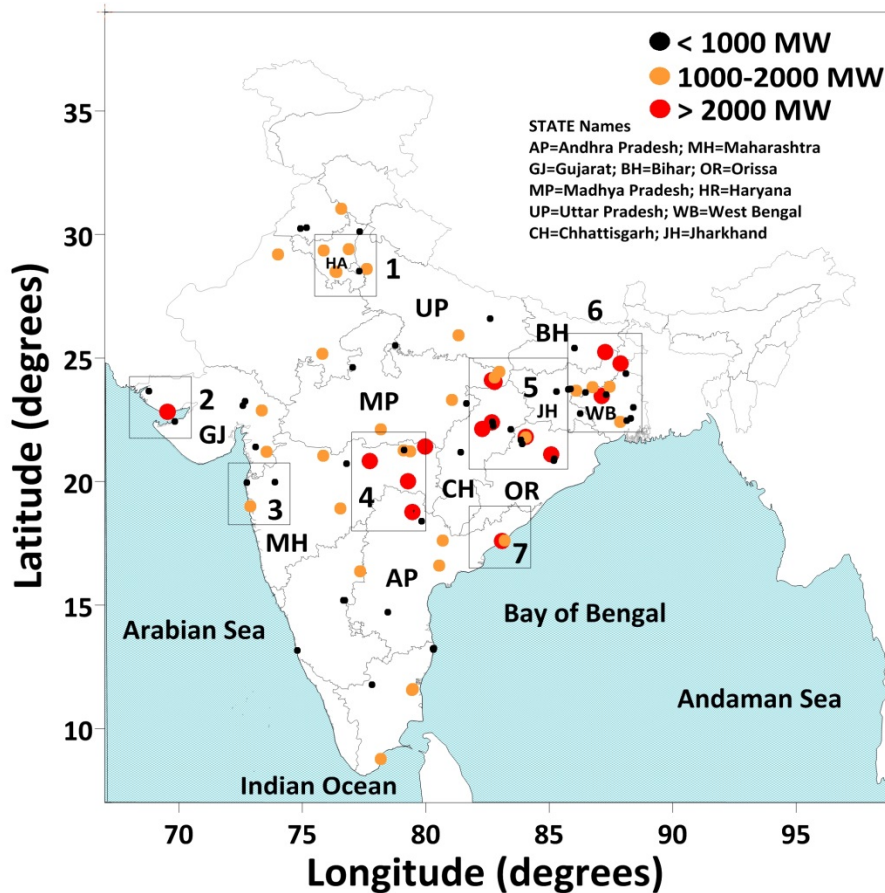 < 1000 MW
1000-2000 MW
> 2000 MW
STATE Names
AP=Andhra Pradesh; MH=Maharashtra
GJ=Gujarat; BH=Bihar; OR=Orissa
MP=Madhya Pradesh; HR=Haryana
UP=Uttar Pradesh; WB=West Bengal
CH=Chhattisgarh; JH=Jharkhand
35
30
25
20
15
10
Latitude (degrees)
HA
1
UP
6
BH
2
GJ
MP
5
JH
WB
4
CH
OR
3
MH
7
AP
Arabian Sea
Bay of Bengal
Andaman Sea
Indian Ocean
70 75 80 85 90 95
Longitude (degrees)